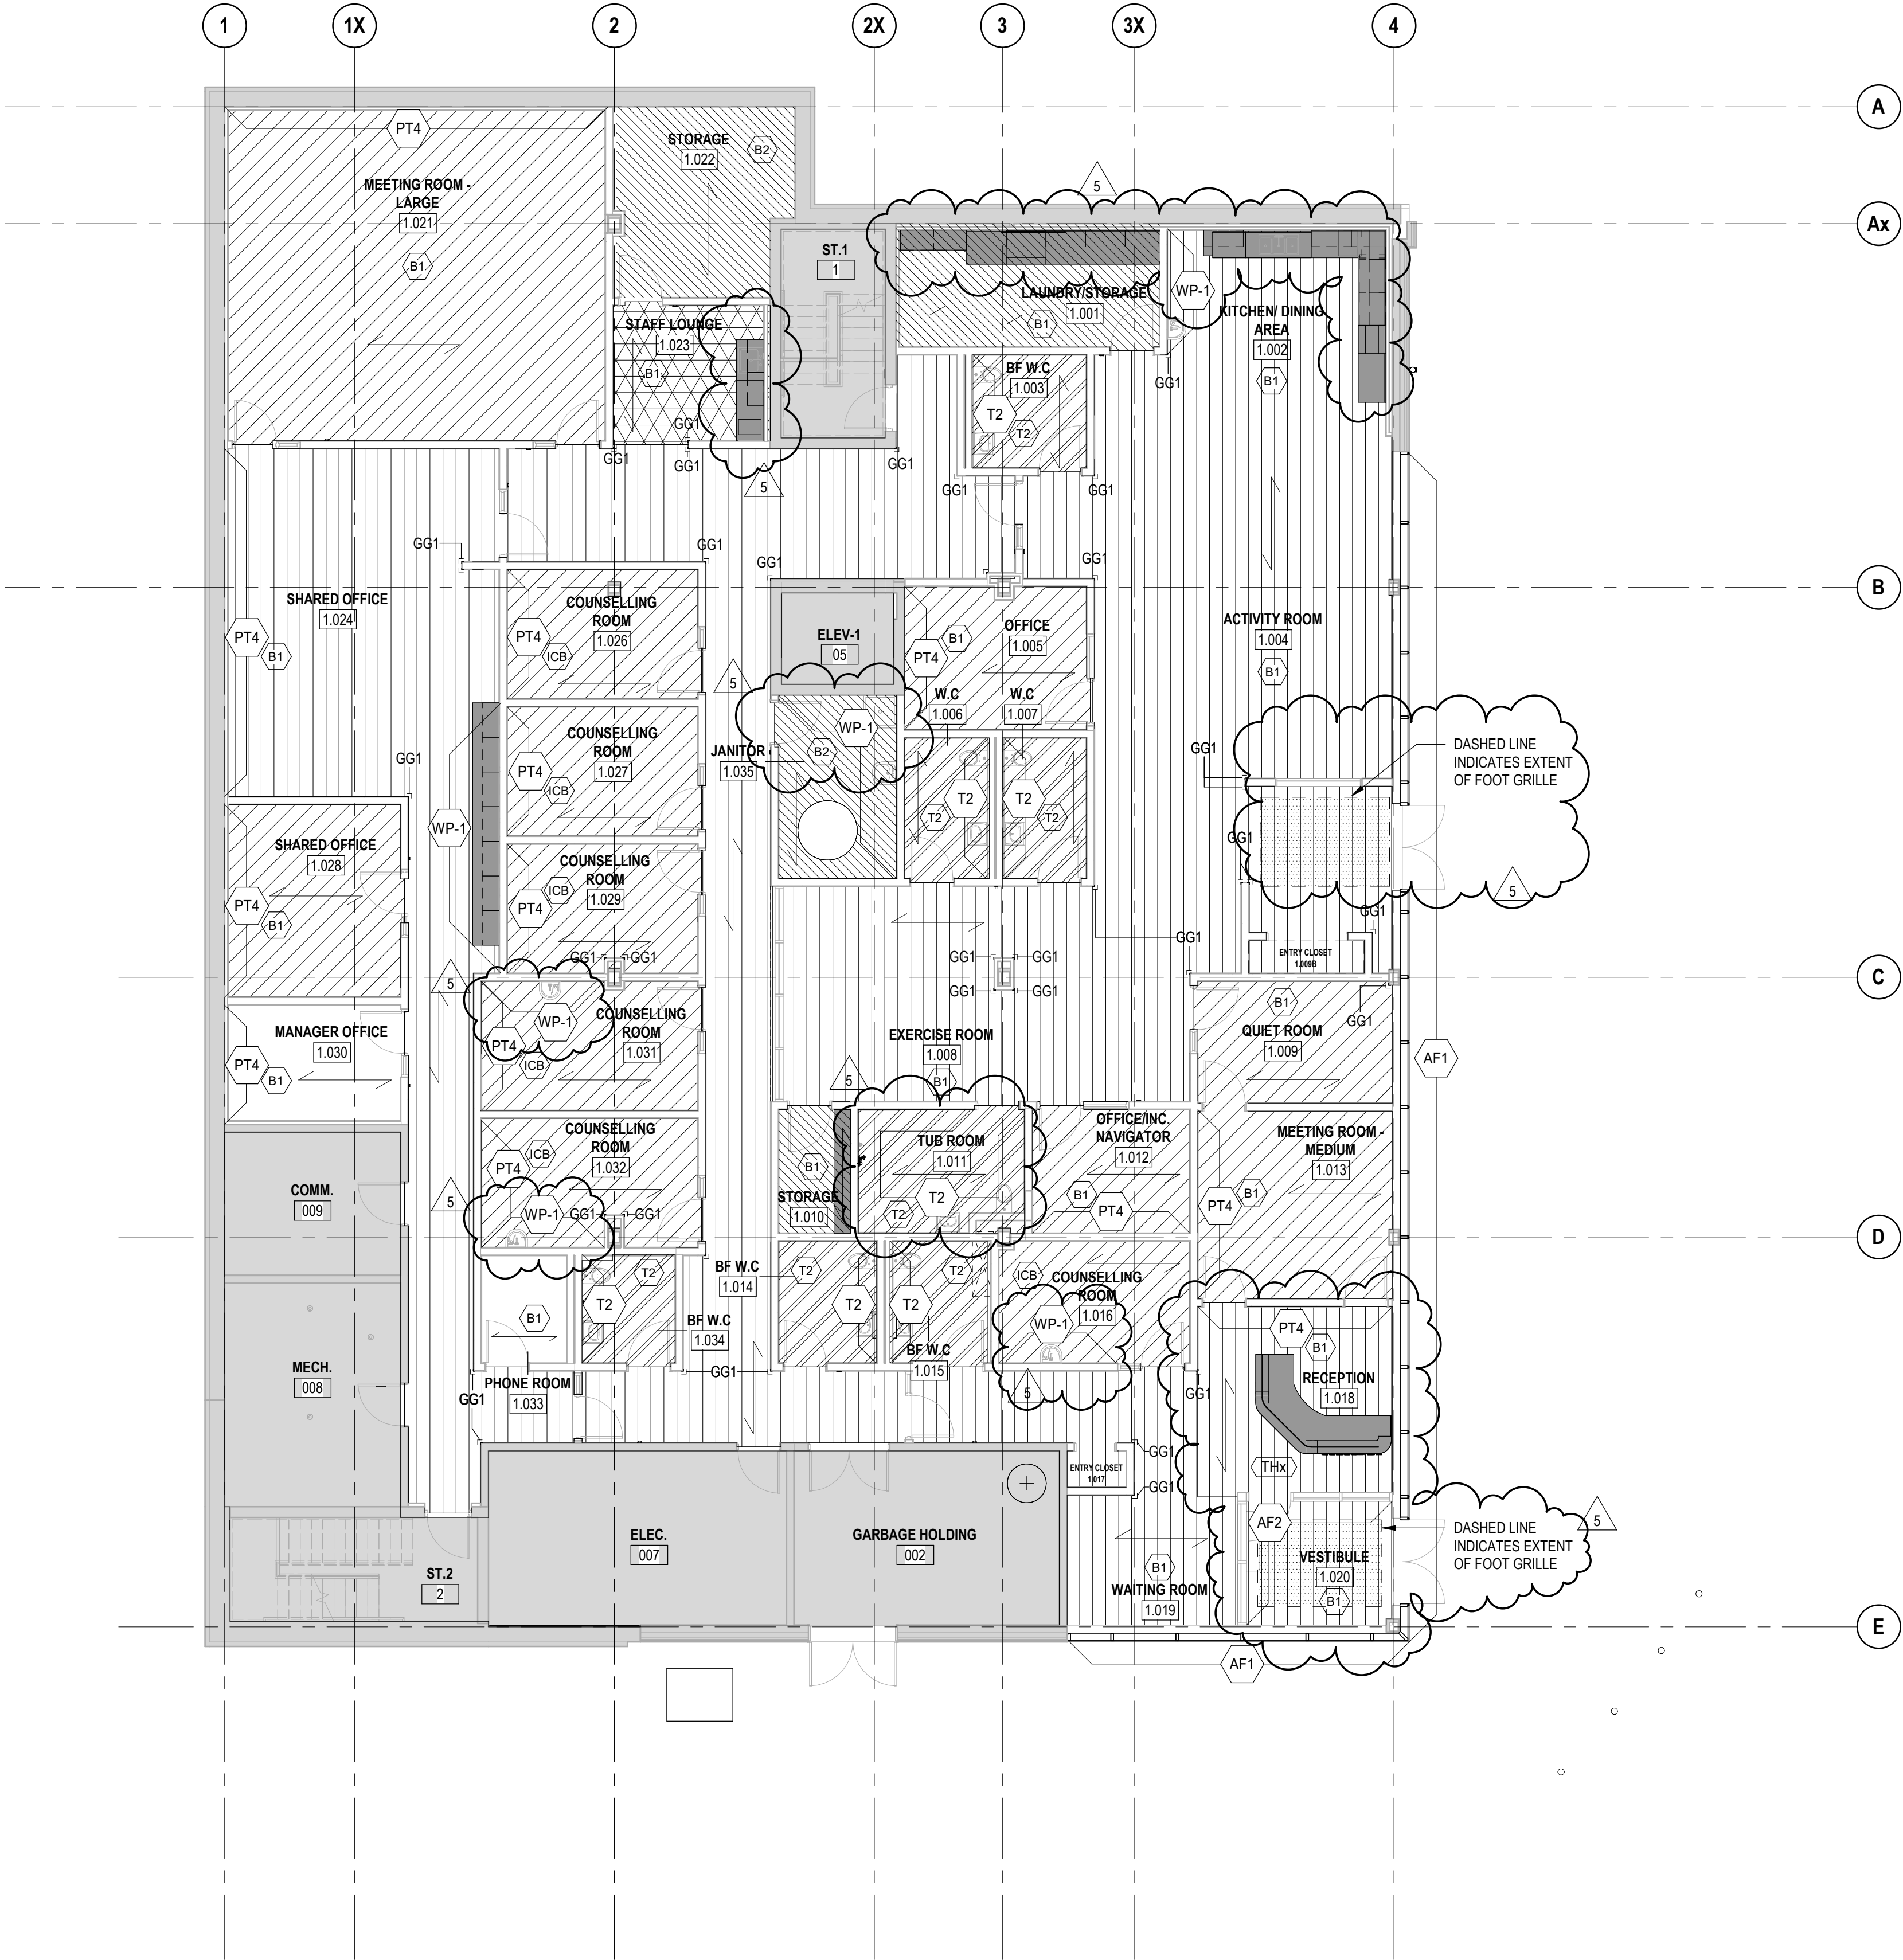 1
1X
2
2X
3
3X
4
A
Ax
B
C
D
E
PT4
MEETING ROOM -
LARGE
1.021
B1
STORAGE
1.022
B2
STAFF LOUNGE
1.023
B1
GG1
GG1
GG1
5
ST.1
1
GG1
5
LAUNDRY/STORAGE
1.001
B1
WP-1
KITCHEN/ DINING
AREA
1.002
B1
GG1
BF W.C
1.003
T2
T2
GG1
GG1
GG1
GG1
GG1
GG1
SHARED OFFICE
1.024
PT4
B1
COUNSELLING
ROOM
1.026
PT4
ICB
ELEV-1
05
OFFICE
1.005
B1
PT4
ACTIVITY ROOM
1.004
B1
5
W.C
1.006
W.C
1.007
COUNSELLING
ROOM
1.027
PT4
ICB
JANITOR
1.035
WP-1
B2
T2
T2
T2
T2
GG1
GG1
DASHED LINE
INDICATES EXTENT
OF FOOT GRILLE
GG1
5
WP-1
SHARED OFFICE
1.028
PT4
B1
COUNSELLING
ROOM
1.029
ICB
PT4
GG1
GG1
GG1
GG1
GG1
GG1
GG1
GG1
ENTRY CLOSET
1.009B
GG1
5
MANAGER OFFICE
1.030
PT4
B1
COUNSELLING
ROOM
1.031
WP-1
PT4
ICB
EXERCISE ROOM
1.008
B1
5
B1
QUIET ROOM
1.009
AF1
COUNSELLING
ROOM
1.032
ICB
PT4
WP-1
GG1
GG1
5
STORAGE
1.010
B1
TUB ROOM
1.011
T2
T2
OFFICE/INC.
NAVIGATOR
1.012
B1
PT4
MEETING ROOM -
MEDIUM
1.013
PT4
B1
COMM.
009
MECH.
008
B1
PHONE ROOM
1.033
T2
T2
BF W.C
1.034
BF W.C
1.014
T2
T2
T2
T2
BF W.C
1.015
ICB
COUNSELLING
ROOM
1.016
WP-1
5
GG1
GG1
GG1
PT4
B1
RECEPTION
1.018
THx
ENTRY CLOSET
1.017
GG1
GG1
ST.2
2
ELEC.
007
GARBAGE HOLDING
002
B1
WAITING ROOM
1.019
AF2
VESTIBULE
1.020
B1
DASHED LINE
INDICATES EXTENT
OF FOOT GRILLE
5
AF1